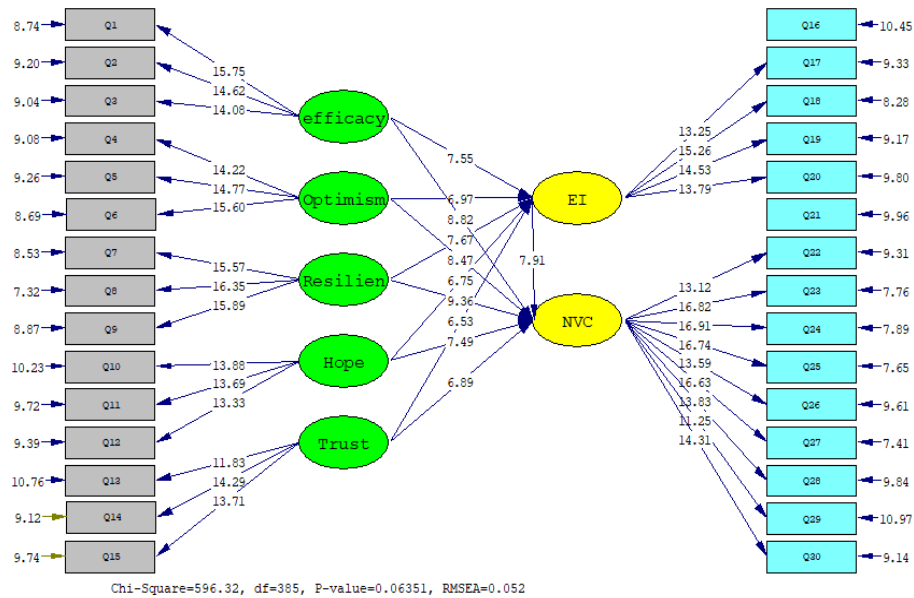 8.74 Q1
9.20 Q2
9.04 Q3
9.08 Q4
9.26 Q5
8.69 Q6
8.53 Q7
7.32 Q8
8.87 Q9
10.23 Q10
9.72 Q11
9.39 Q12
10.76 Q13
9.12 Q14
9.74 Q15
15.75
14.62
14.08
14.22
14.77
15.60
15.57
16.35
15.89
13.88
13.69
13.33
11.83
14.29
13.71
efficacy
Optimism
Resilien
Hope
Trust
7.55
6.97
8.82
7.67
8.47
6.75
9.36
6.53
7.49
6.89
7.91
EI
NVC
13.25
15.26
14.53
13.79
13.12
16.82
16.91
16.74
13.59
16.63
13.83
11.25
14.31
Q16 10.45
Q17 9.33
Q18 8.28
Q19 9.17
Q20 9.80
Q21 9.96
Q22 9.31
Q23 7.76
Q24 7.89
Q25 7.65
Q26 9.61
Q27 7.41
Q28 9.84
Q29 10.97
Q30 9.14
Chi-Square=596.32, df=385, P-value=0.06351, RMSEA=0.052